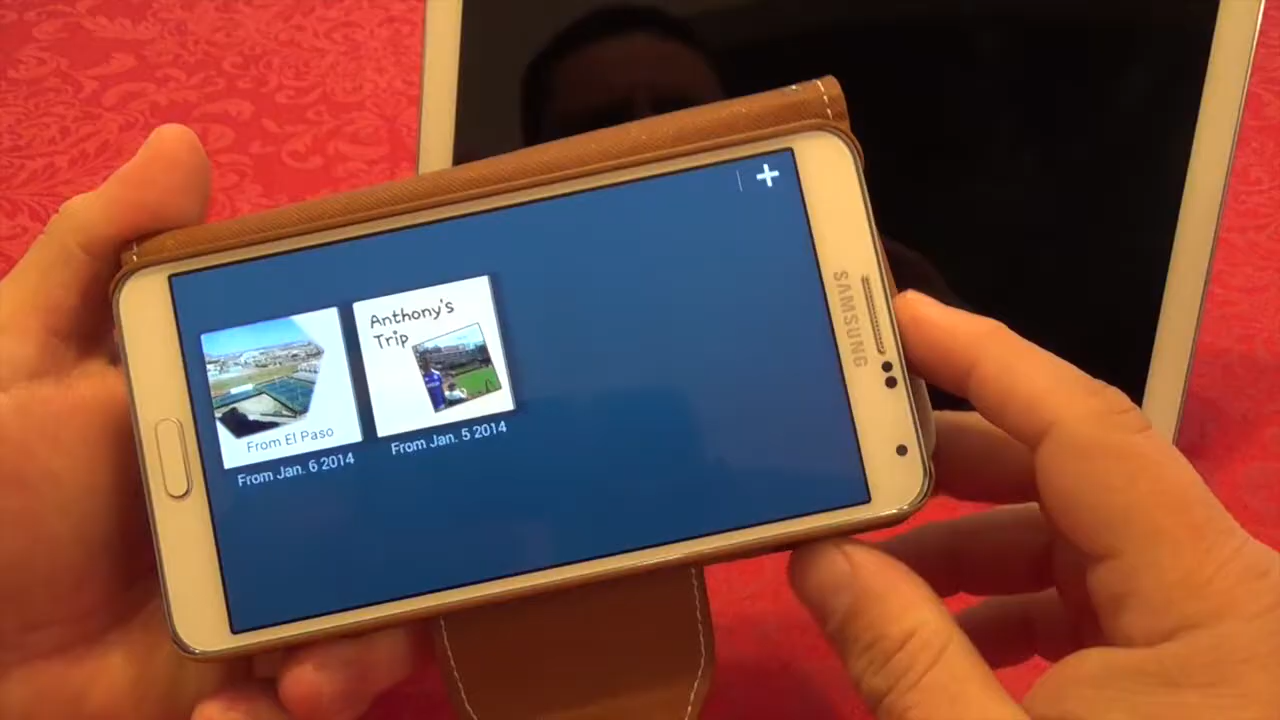 Anthony's
Trip
From El Paso
From Jan. 6 2014
From Jan. 5 2014
SAMSUNG